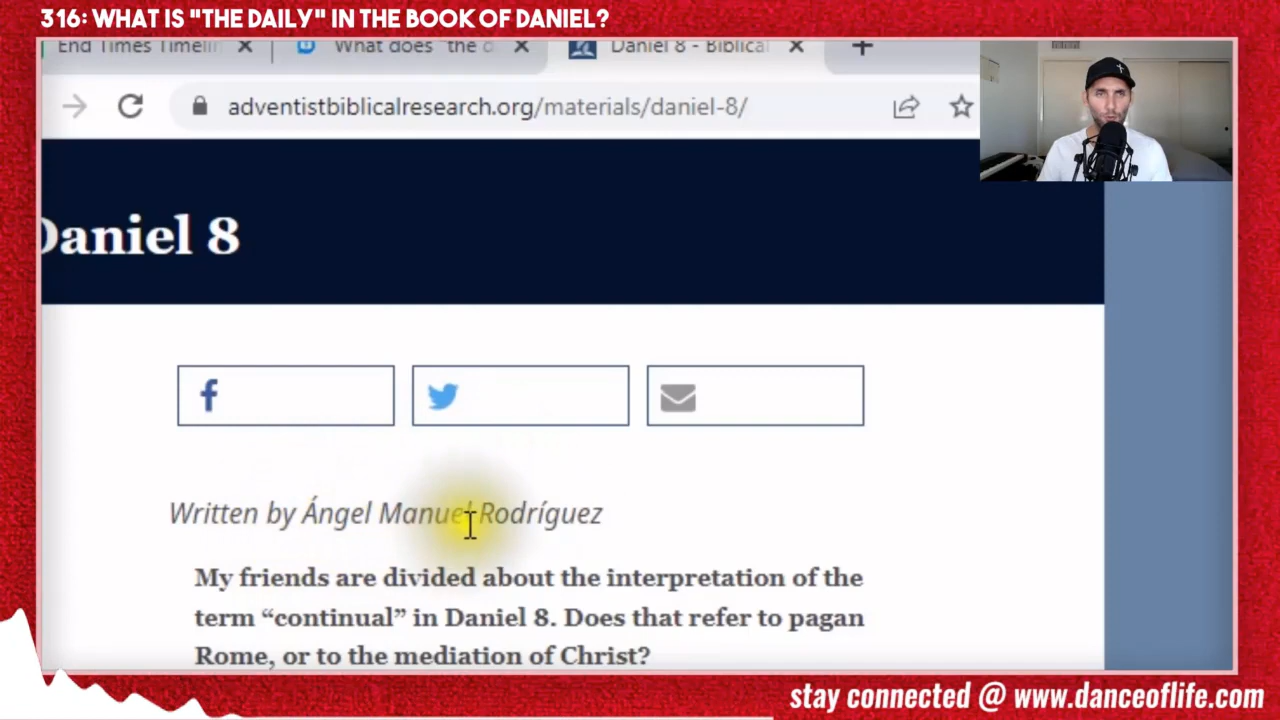 316: WHAT IS "THE DAILY" IN THE BOOK OF DANIEL?
End Times Timelin
What does "the d
Daniel 8 - Biblical
adventistbiblicalresearch.org/materials/daniel-8/
Daniel 8
Written by Ángel Manuel Rodríguez
My friends are divided about the interpretation of the
term “continual” in Daniel 8. Does that refer to pagan
Rome, or to the mediation of Christ?
stay connected @ www.danceoflife.com